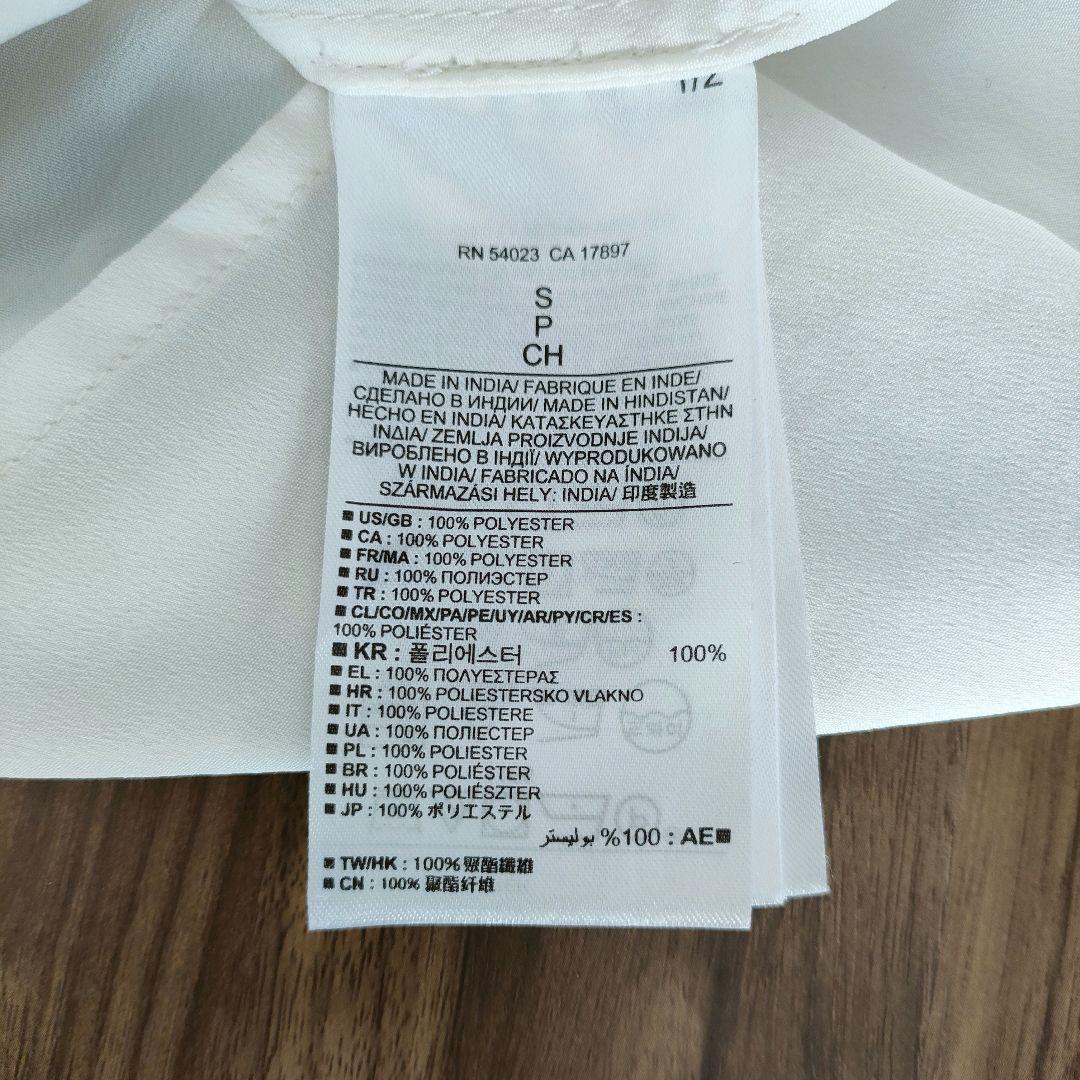 1/2
RN 54023 CA 17897
S
P
CH
MADE IN INDIA/ FABRIQUE EN INDE/
СДЕЛАНО В ИНДИИ/ MADE IN HINDISTAN/
HECHO EN INDIA/ ΚΑΤΑΣΚΕΥΑΣΤΗΚΕ ΣΤΗΝ
ΙΝΔΙΑ/ ZEMLJA PROIZVODNJE INDIJA/
ВИРОБЛЕНО В ІНДІЇ/ WYPRODUKOWANO
W INDIA/ FABRICADO NA ÍNDIA/
SZÁRMAZÁSI HELY: INDIA/ 印度製造
US/GB : 100% POLYESTER
CA : 100% POLYESTER
FR/MA : 100% POLYESTER
RU : 100% ПОЛИЭСТЕР
TR : 100% POLYESTER
CL/CO/MX/PA/PE/UY/AR/PY/CR/ES :
100% POLIÉSTER
KR : 폴리에스터 100%
EL : 100% ΠΟΛΥΕΣΤΕΡΑΣ
HR : 100% POLIESTERSKO VLAKNO
IT : 100% POLIESTERE
UA : 100% ПОЛІЕСТЕР
PL : 100% POLIESTER
BR : 100% POLIÉSTER
HU : 100% POLIÉSZTER
JP : 100% ポリエステル
AE : 100% بوليستر
TW/HK : 100% 聚酯纖維
CN : 100% 聚酯纤维